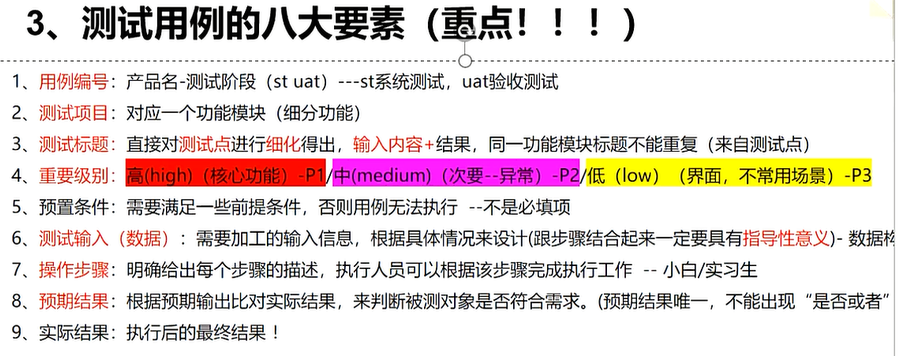 3、测试用例的八大要素（重点！！！）
1、用例编号：产品名-测试阶段（st uat）---st系统测试，uat验收测试
2、测试项目：对应一个功能模块（细分功能）
3、测试标题：直接对测试点进行细化得出，输入内容+结果，同一功能模块标题不能重复（来自测试点）
4、重要级别：高(high)（核心功能）-P1/中(medium)（次要--异常）-P2/低（low）（界面，不常用场景）-P3
5、预置条件：需要满足一些前提条件，否则用例无法执行 --不是必填项
6、测试输入（数据）：需要加工的输入信息，根据具体情况来设计(跟步骤结合起来一定要具有指导性意义)- 数据构
7、操作步骤：明确给出每个步骤的描述，执行人员可以根据该步骤完成执行工作 -- 小白/实习生
8、预期结果：根据预期输出比对实际结果，来判断被测对象是否符合需求。(预期结果唯一，不能出现“是否或者”
9、实际结果：执行后的最终结果！